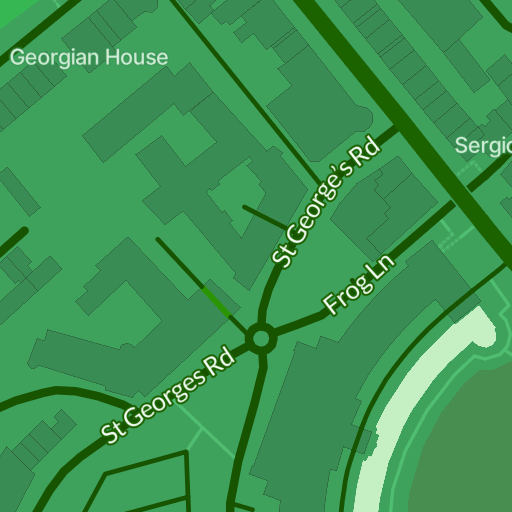 Georgian House
St George's Rd
Sergio
Frog Ln
St Georges Rd